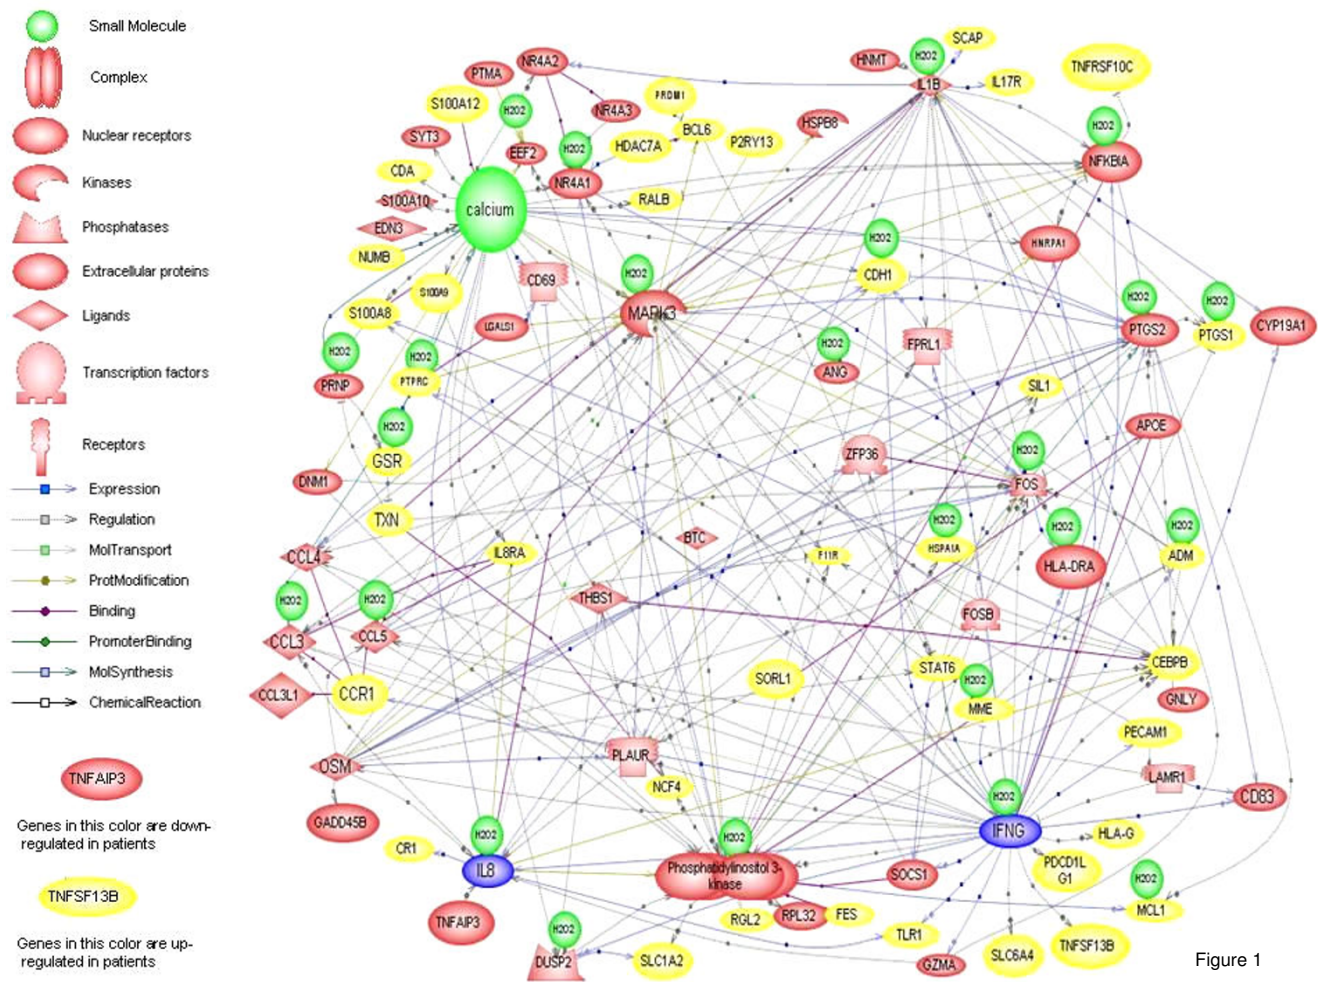 Small Molecule
Complex
Nuclear receptors
Kinases
Phosphatases
Extracellular proteins
Ligands
Transcription factors
Receptors
Expression
Regulation
MolTransport
ProtModification
Binding
PromoterBinding
MolSynthesis
ChemicalReaction
TNFAIP3
Genes in this color are down-
regulated in patients
TNFSF13B
Genes in this color are up-
regulated in patients
SCAP
H2O2
HNMT
IL1B
IL17R
TNFRSF10C
NR4A2
PTMA
S100A12
H2O2
NR4A3
PRDM1
BCL6
HSPB8
H2O2
SYT3
EEF2
H2O2
HDAC7A
P2RY13
NFKBIA
CDA
NR4A1
S100A10
calcium
RALB
EDN3
H2O2
HNRPA1
NUMB
CD69
H2O2
CDH1
S100A9
S100A8
MAPK3
H2O2
H2O2
LGALS1
PTGS2
PTGS1
CYP19A1
H2O2
H2O2
H2O2
FPRL1
PRNP
PTPRC
ANG
SIL1
H2O2
APOE
GSR
ZFP36
H2O2
DNM1
FOS
TXN
H2O2
H2O2
H2O2
BTC
CCL4
IL8RA
F11R
HSPA1A
ADM
HLA-DRA
H2O2
H2O2
THBS1
FOSB
CCL3
CCL5
STAT6
CEBPB
CCL3L1
CCR1
SORL1
H2O2
GNLY
MME
PECAM1
OSM
PLAUR
LAMR1
NCF4
H2O2
CD83
GADD45B
H2O2
H2O2
IFNG
HLA-G
CR1
IL8
Phosphatidylinositol 3-
kinase
SOCS1
PDCD1L
G1
H2O2
TNFAIP3
RGL2
RPL32
FES
MCL1
H2O2
TLR1
TNFSF13B
DUSP2
SLC1A2
GZMA
SLC6A4
Figure 1